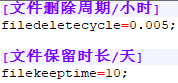 [文件删除周期/小时]
filedeletecycle=0.005;
[文件保留时长/天]
filekeeptime=10;